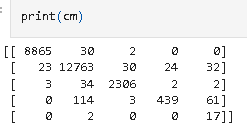 print(cm)
[[ 8865 30 2 0 0]
[ 23 12763 30 24 32]
[ 3 34 2306 2 2]
[ 0 114 3 439 61]
[ 0 2 0 0 17]]